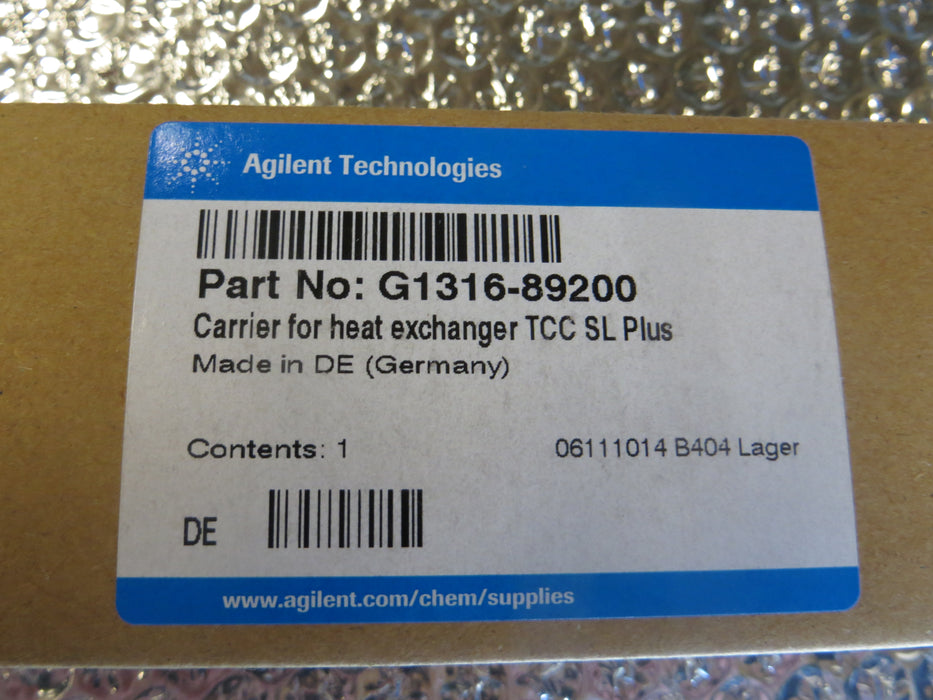 Agilent Technologies
Part No: G1316-89200
Carrier for heat exchanger TCC SL Plus
Made in DE (Germany)
Contents: 1 06111014 B404 Lager
DE
www.agilent.com/chem/supplies